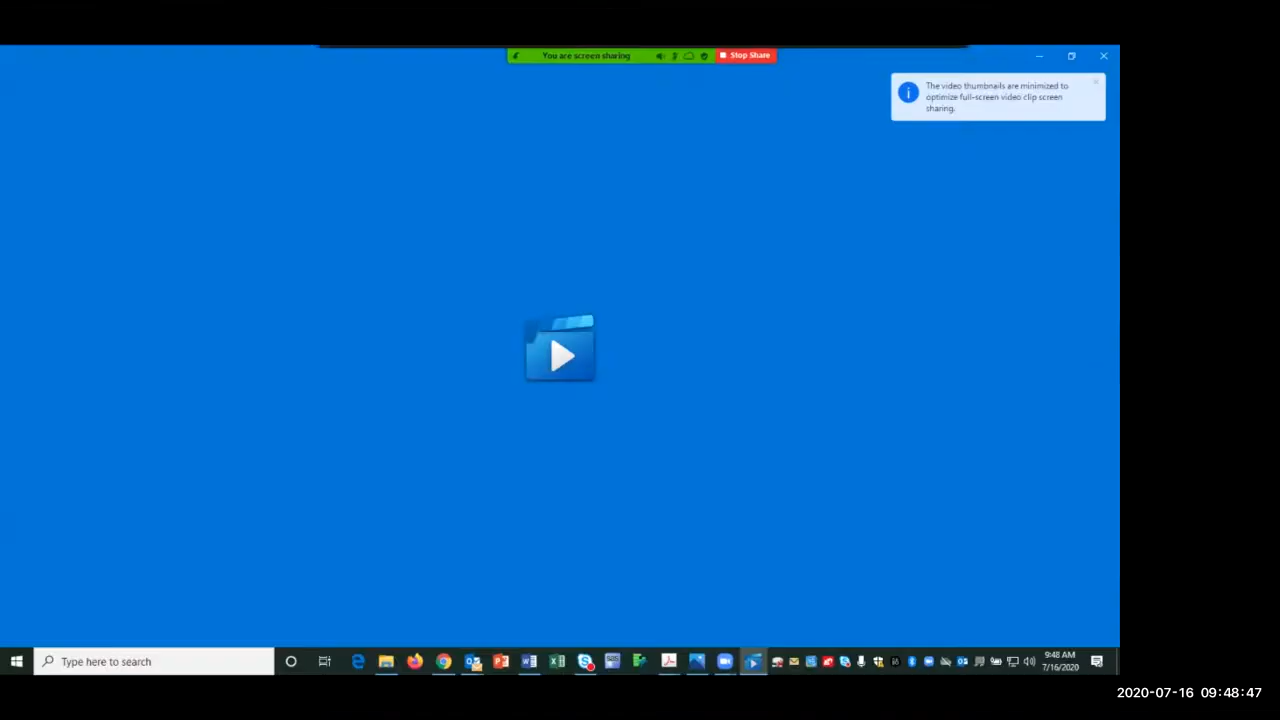 You are screen sharing
Stop Share
The video thumbnails are minimized to
optimize full-screen video clip screen
sharing.
Type here to search
9:48 AM
7/16/2020
2020-07-16 09:48:47